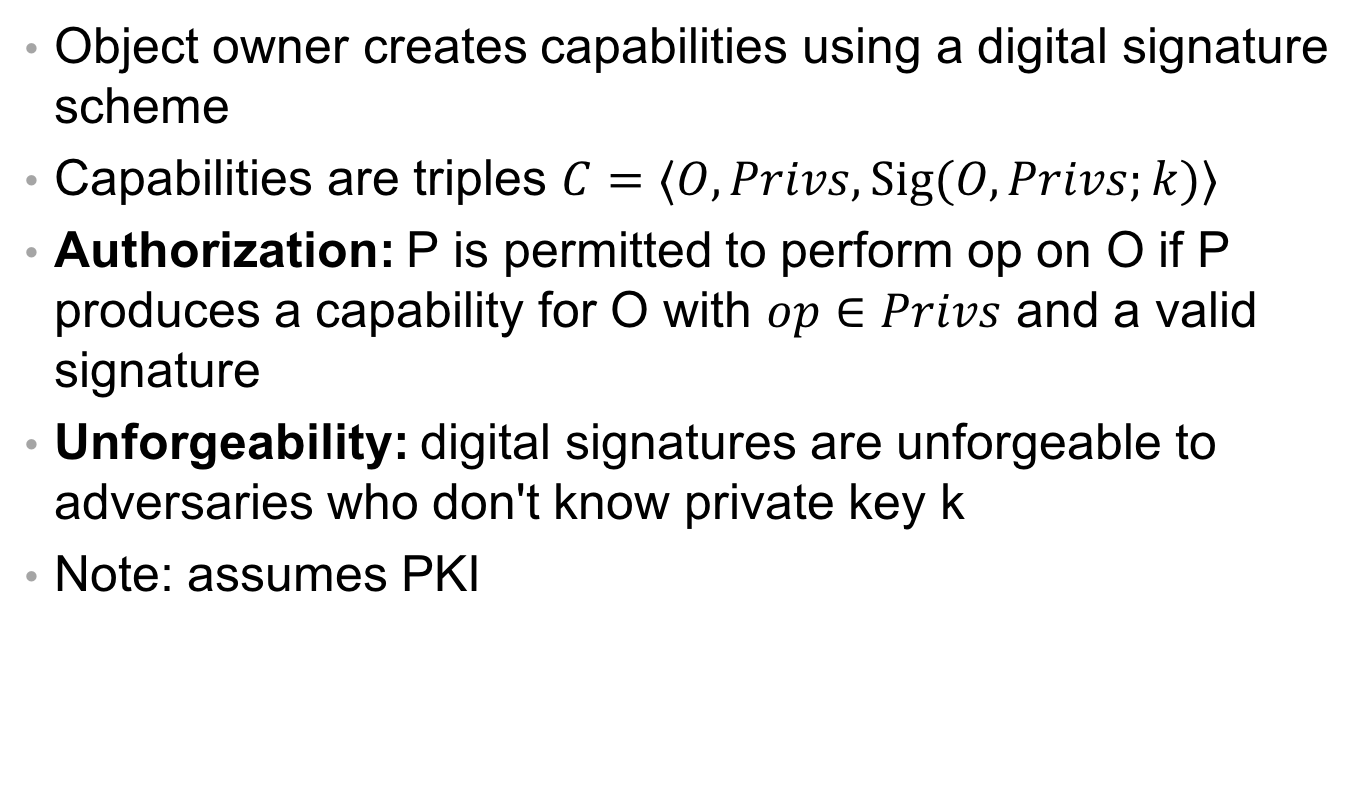 • Object owner creates capabilities using a digital signature
scheme
• Capabilities are triples 𝐶 = ⟨𝑂, 𝑃𝑟𝑖𝑣𝑠, Sig(𝑂, 𝑃𝑟𝑖𝑣𝑠; 𝑘)⟩
• Authorization: P is permitted to perform op on O if P
produces a capability for O with 𝑜𝑝 ∈ 𝑃𝑟𝑖𝑣𝑠 and a valid
signature
• Unforgeability: digital signatures are unforgeable to
adversaries who don't know private key k
• Note: assumes PKI